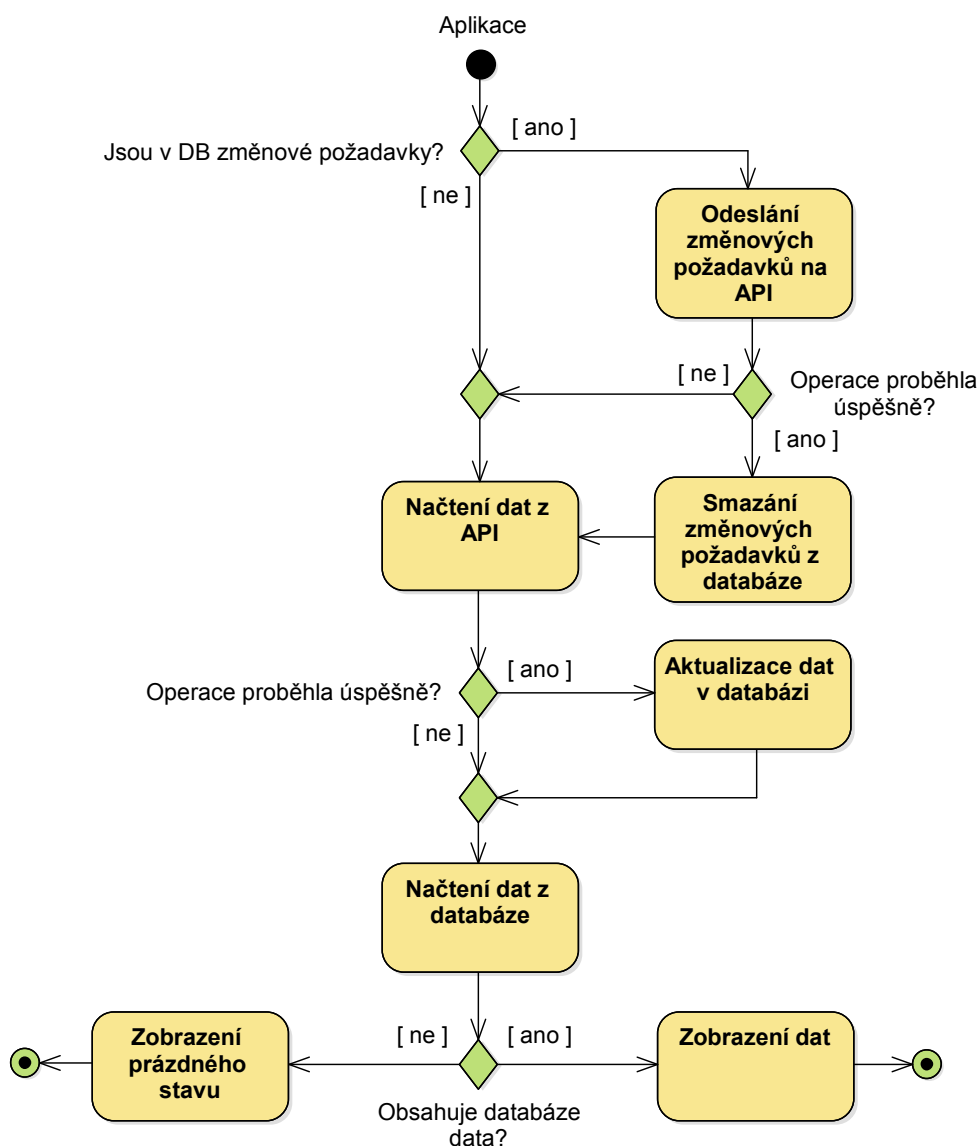 Aplikace
[ ano ]
Jsou v DB změnové požadavky?
[ ne ]
Odeslání
změnových
požadavků na
API
[ ne ]
Operace proběhla
úspěšně?
[ ano ]
Načtení dat z
API
Smazání
změnových
požadavků z
databáze
[ ano ]
Operace proběhla úspěšně?
[ ne ]
Aktualizace dat
v databázi
Načtení dat z
databáze
[ ne ]
[ ano ]
Zobrazení
prázdného
stavu
Zobrazení dat
Obsahuje databáze
data?